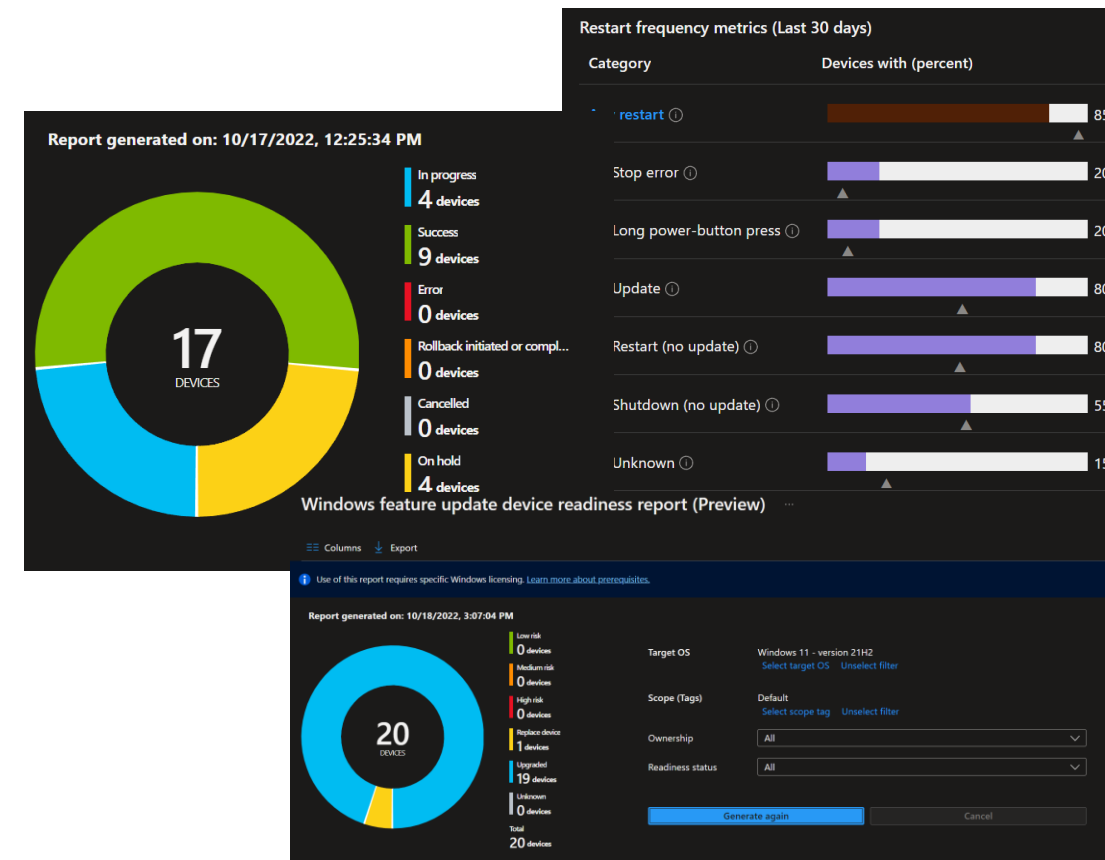 Restart frequency metrics (Last 30 days)
Category
Devices with (percent)
restart
85
Stop error
20
Long power-button press
20
Update
80
Restart (no update)
80
Shutdown (no update)
55
Unknown
15
Report generated on: 10/17/2022, 12:25:34 PM
17
DEVICES
In progress
4 devices
Success
9 devices
Error
0 devices
Rollback initiated or compl...
0 devices
Cancelled
0 devices
On hold
4 devices
Windows feature update device readiness report (Preview) ...
Columns
Export
Use of this report requires specific Windows licensing. Learn more about prerequisites.
Report generated on: 10/18/2022, 3:07:04 PM
20
DEVICES
Low risk
0 devices
Medium risk
0 devices
High risk
0 devices
Replace device
1 devices
Upgraded
19 devices
Unknown
0 devices
Total
20 devices
Target OS
Windows 11 - version 21H2
Select target OS Unselect filter
Scope (Tags)
Default
Select scope tag Unselect filter
Ownership
All
Readiness status
All
Generate again
Cancel